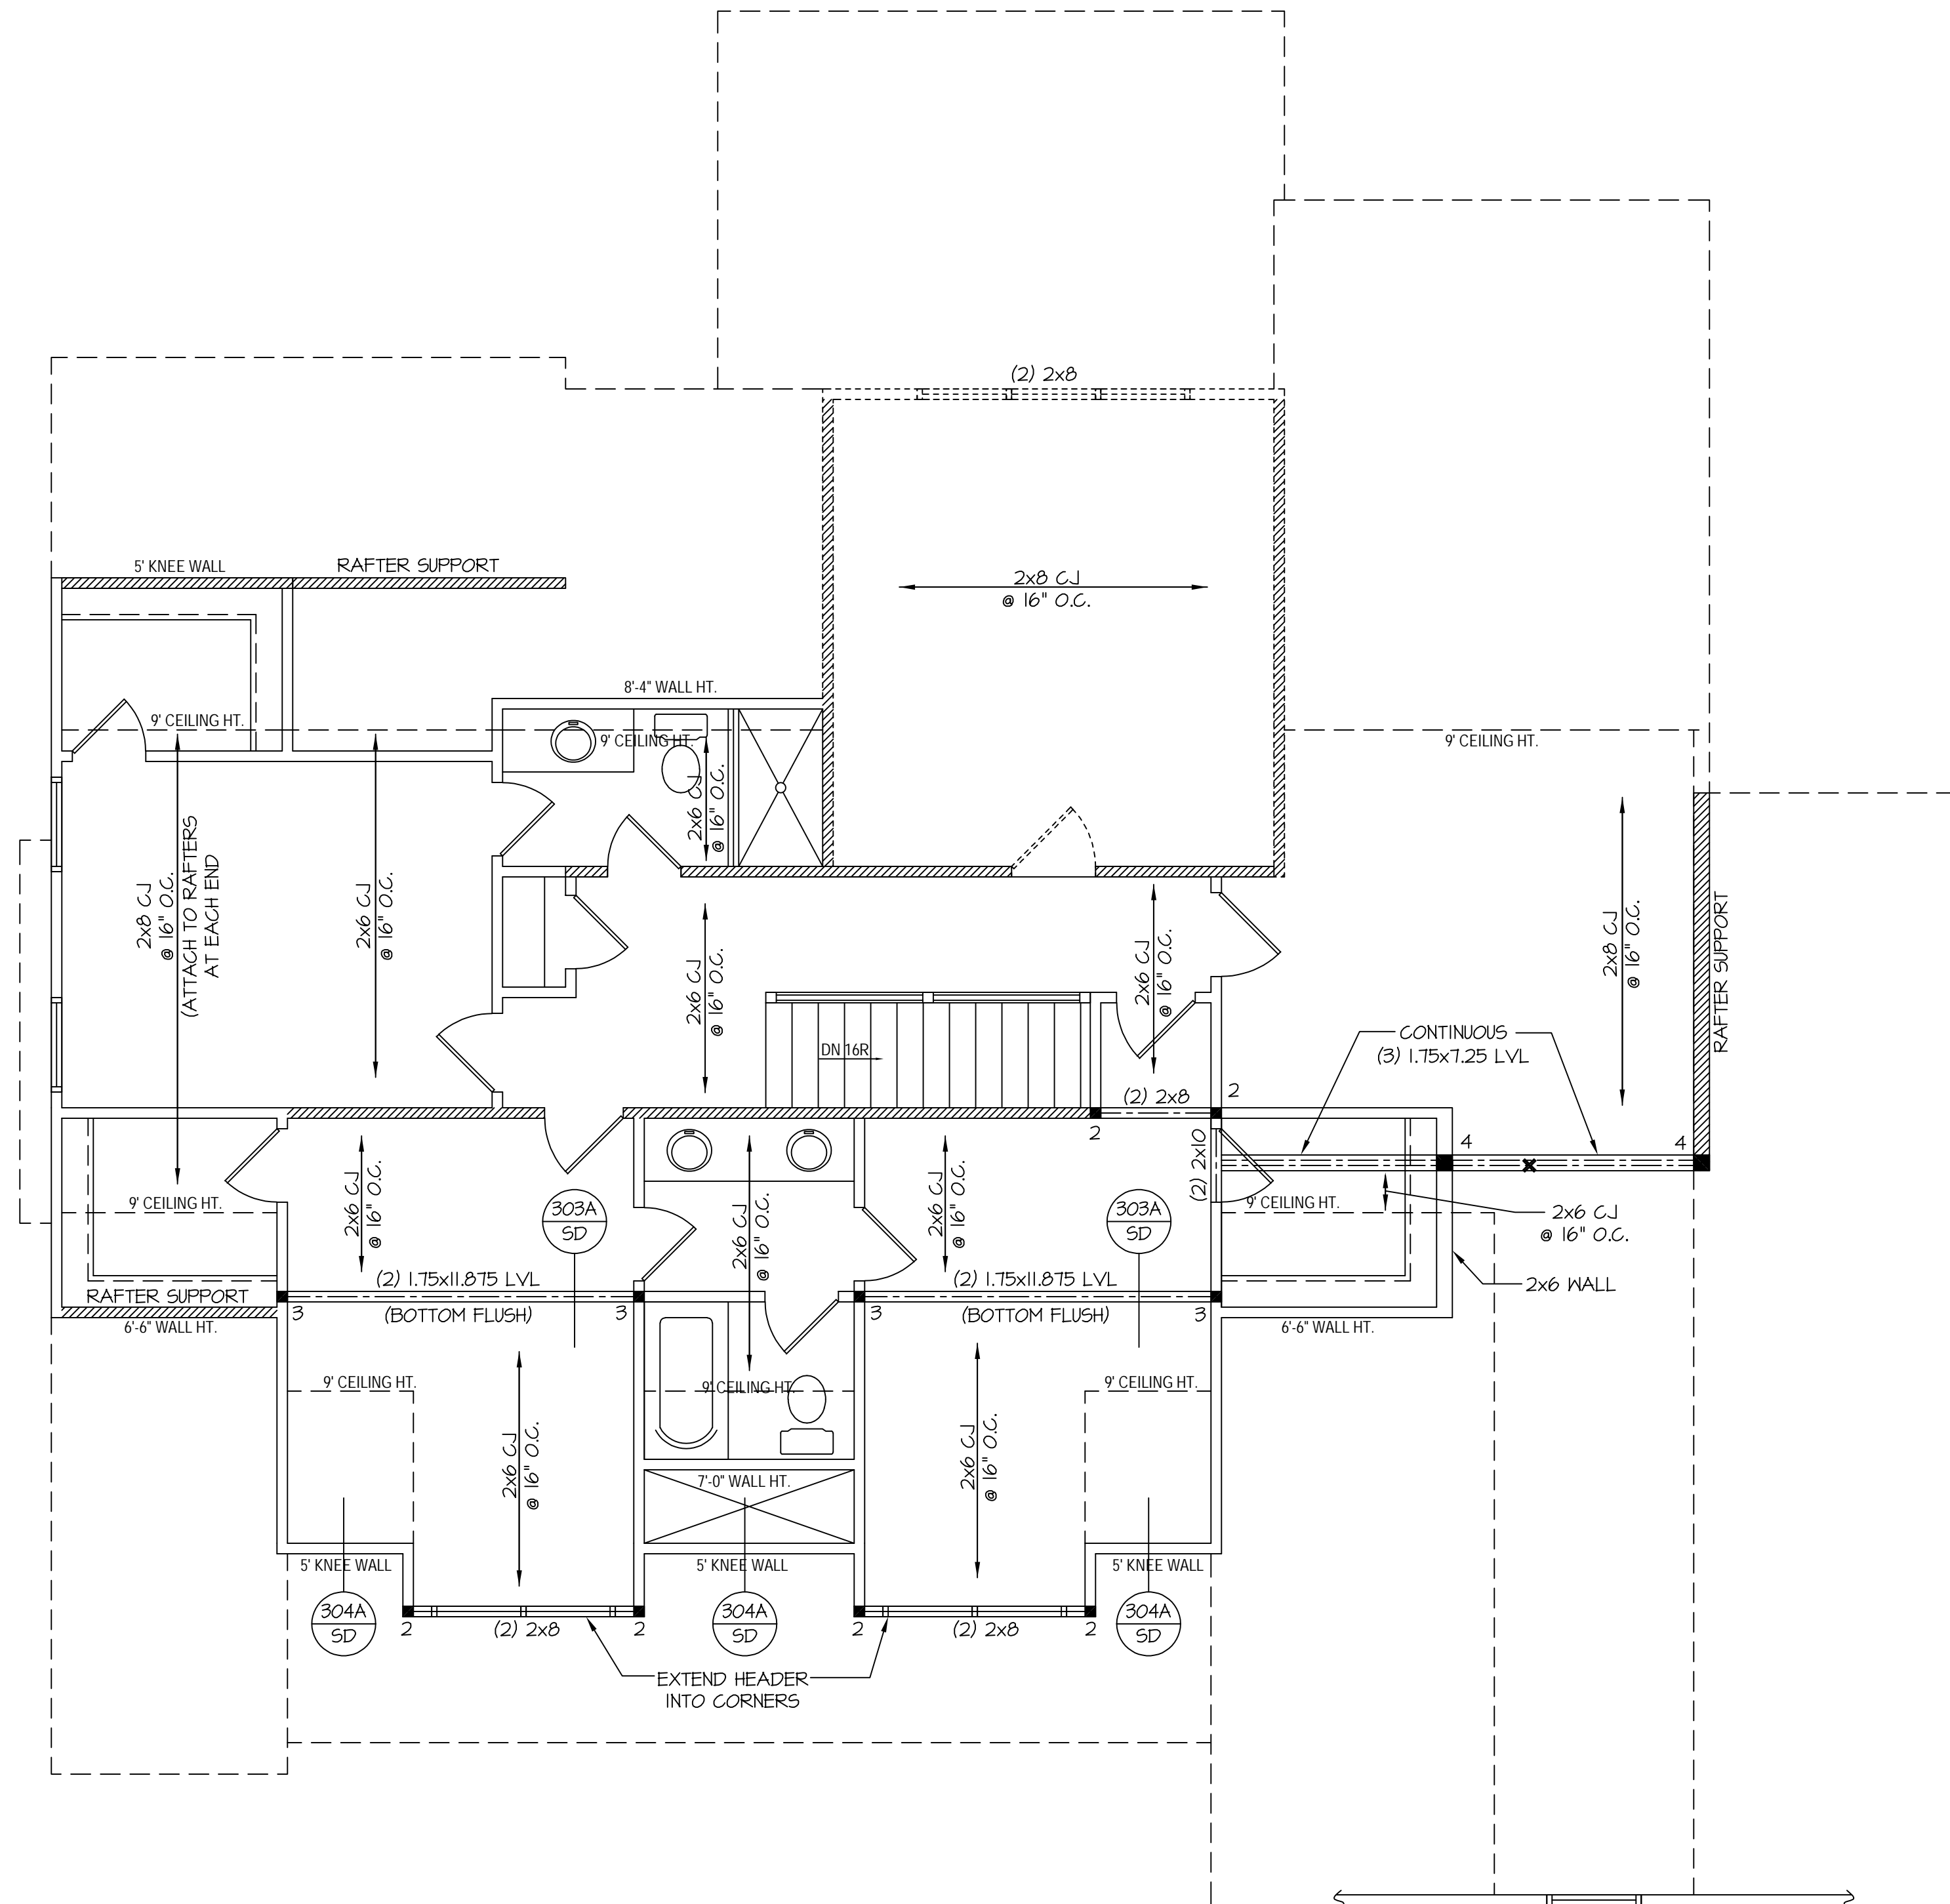 (2) 2x8
5' KNEE WALL
RAFTER SUPPORT
2x8 CJ
@ 16" O.C.
8'-4" WALL HT.
9' CEILING HT.
9' CEILING HT.
9' CEILING HT.
2x6 CJ
@ 16" O.C.
2x8 CJ
@ 16" O.C.
(ATTACH TO RAFTERS
AT EACH END
2x6 CJ
@ 16" O.C.
2x6 CJ
@ 16" O.C.
2x6 CJ
@ 16" O.C.
2x8 CJ
@ 16" O.C.
RAFTER SUPPORT
DN 16R
CONTINUOUS
(3) 1.75x7.25 LVL
(2) 2x8
2
2
4
4
(2) 2x10
9' CEILING HT.
2x6 CJ
@ 16" O.C.
303A
SD
2x6 CJ
@ 16" O.C.
2x6 CJ
@ 16" O.C.
303A
SD
9' CEILING HT.
2x6 CJ
@ 16" O.C.
2x6 WALL
RAFTER SUPPORT
6'-6" WALL HT.
(2) 1.75x11.875 LVL
(BOTTOM FLUSH)
3
3
(2) 1.75x11.875 LVL
(BOTTOM FLUSH)
3
3
6'-6" WALL HT.
9' CEILING HT.
9' CEILING HT.
9' CEILING HT.
2x6 CJ
@ 16" O.C.
2x6 CJ
@ 16" O.C.
7'-0" WALL HT.
5' KNEE WALL
5' KNEE WALL
5' KNEE WALL
304A
SD
2
(2) 2x8
2
304A
SD
2
(2) 2x8
2
304A
SD
EXTEND HEADER
INTO CORNERS